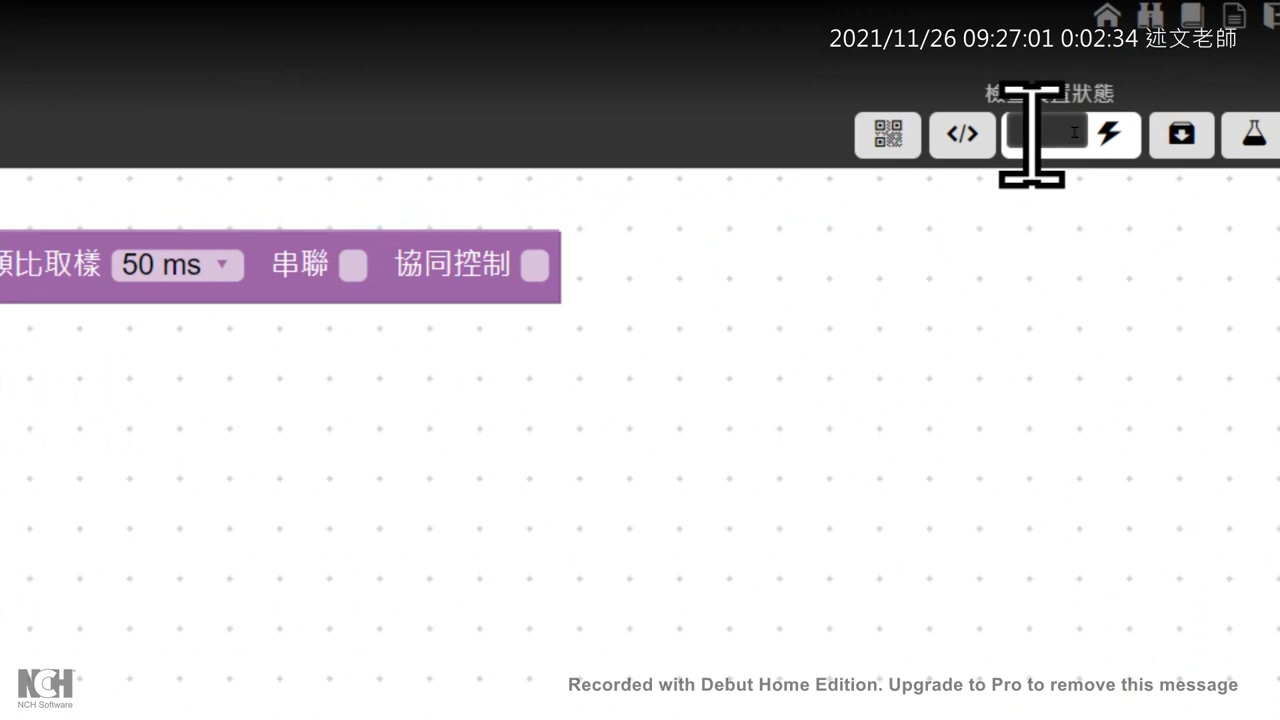 2021/11/26 09:27:01 0:02:34 述文老師
狀態
</>
比取樣 50 ms 串聯 協同控制
NCH
NCH Software
Recorded with Debut Home Edition. Upgrade to Pro to remove this message